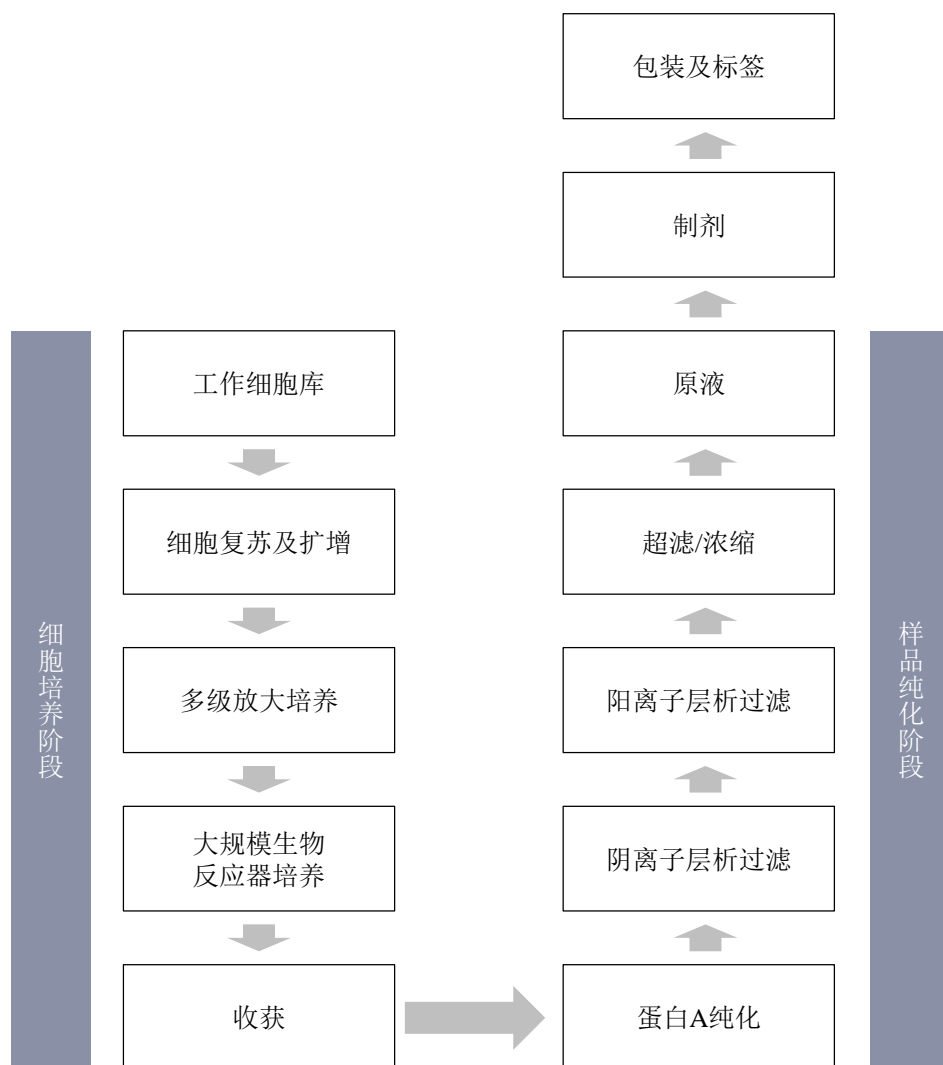 细胞培养阶段
工作细胞库
细胞复苏及扩增
多级放大培养
大规模生物
反应器培养
收获
蛋白A纯化
阴离子层析过滤
阳离子层析过滤
超滤/浓缩
原液
制剂
包装及标签
样品纯化阶段